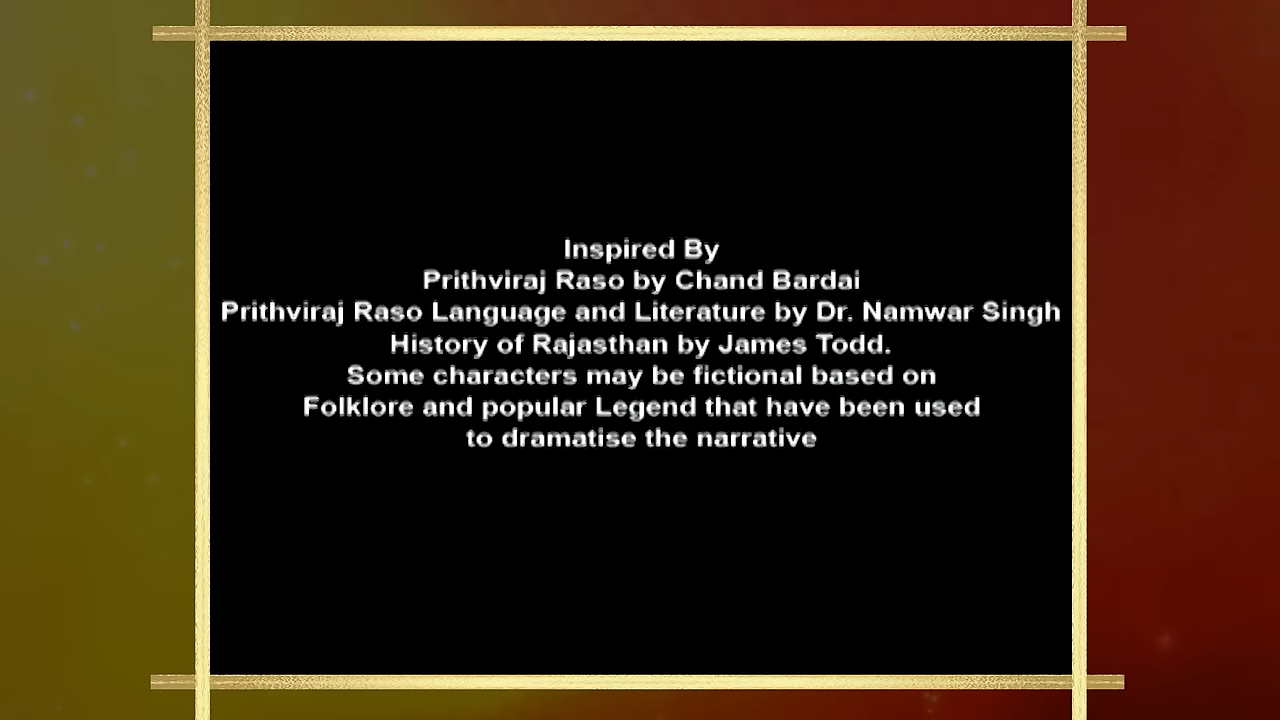 Inspired By
Prithviraj Raso by Chand Bardai
Prithviraj Raso Language and Literature by Dr. Namwar Singh
History of Rajasthan by James Todd.
Some characters may be fictional based on
Folklore and popular Legend that have been used
to dramatise the narrative